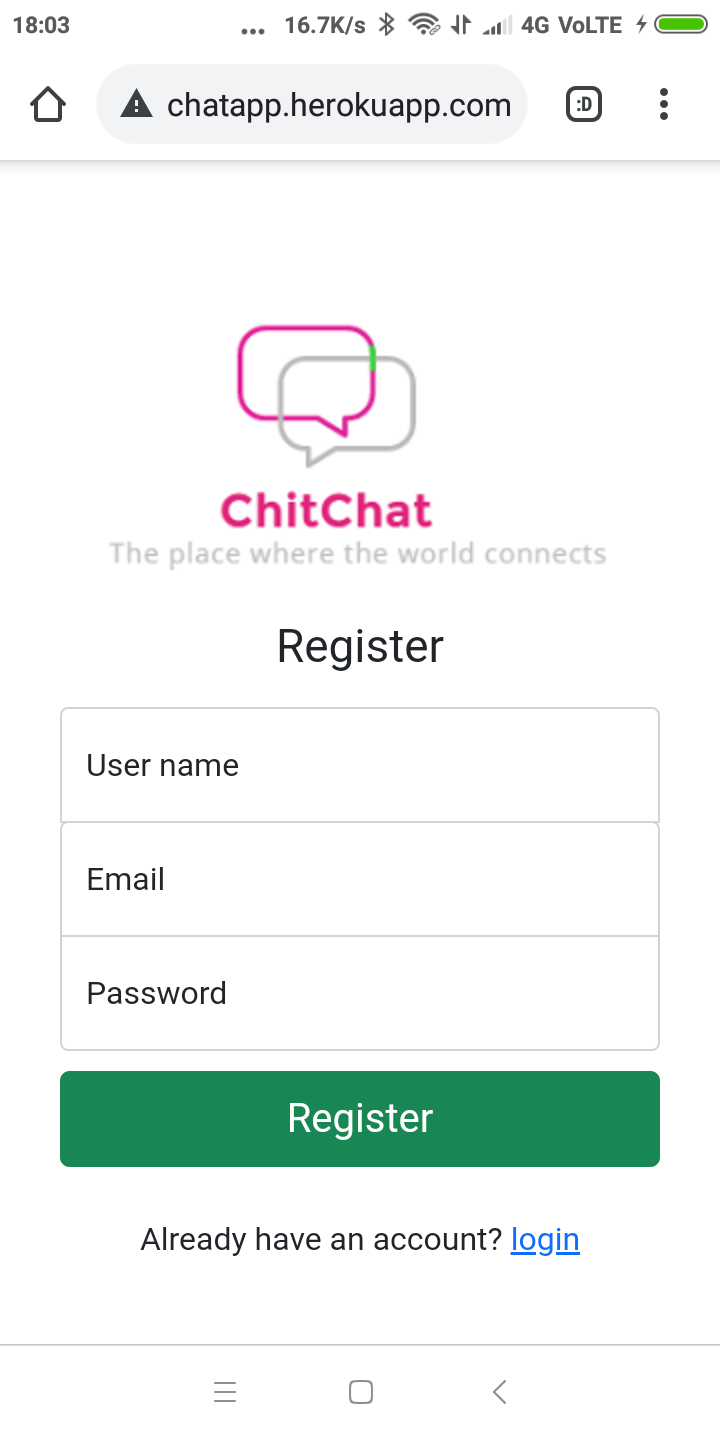 18:03 ... 16.7K/s 4G VoLTE
chatapp.herokuapp.com :D
ChitChat
The place where the world connects
Register
User name
Email
Password
Register
Already have an account? login